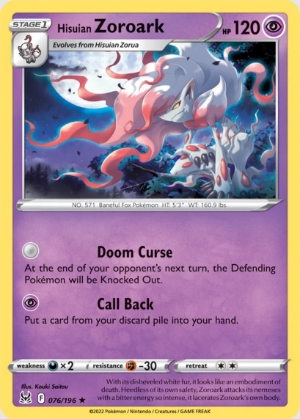 STAGE 1 Hisuian Zoroark HP 120
Evolves from Hisuian Zorua
NO. 571 Baneful Fox Pokémon HT: 5'3" WT: 160.9 lbs.
Doom Curse
At the end of your opponent's next turn, the Defending
Pokémon will be Knocked Out.
Call Back
Put a card from your discard pile into your hand.
weakness ×2 resistance -30 retreat
Illus. Kouki Saitou
076/196 ★
With its disheveled white fur, it looks like an embodiment of
death. Heedless of its own safety, Zoroark attacks its nemeses
with a bitter energy so intense, it lacerates Zoroark's own body.
©2022 Pokémon / Nintendo / Creatures / GAME FREAK